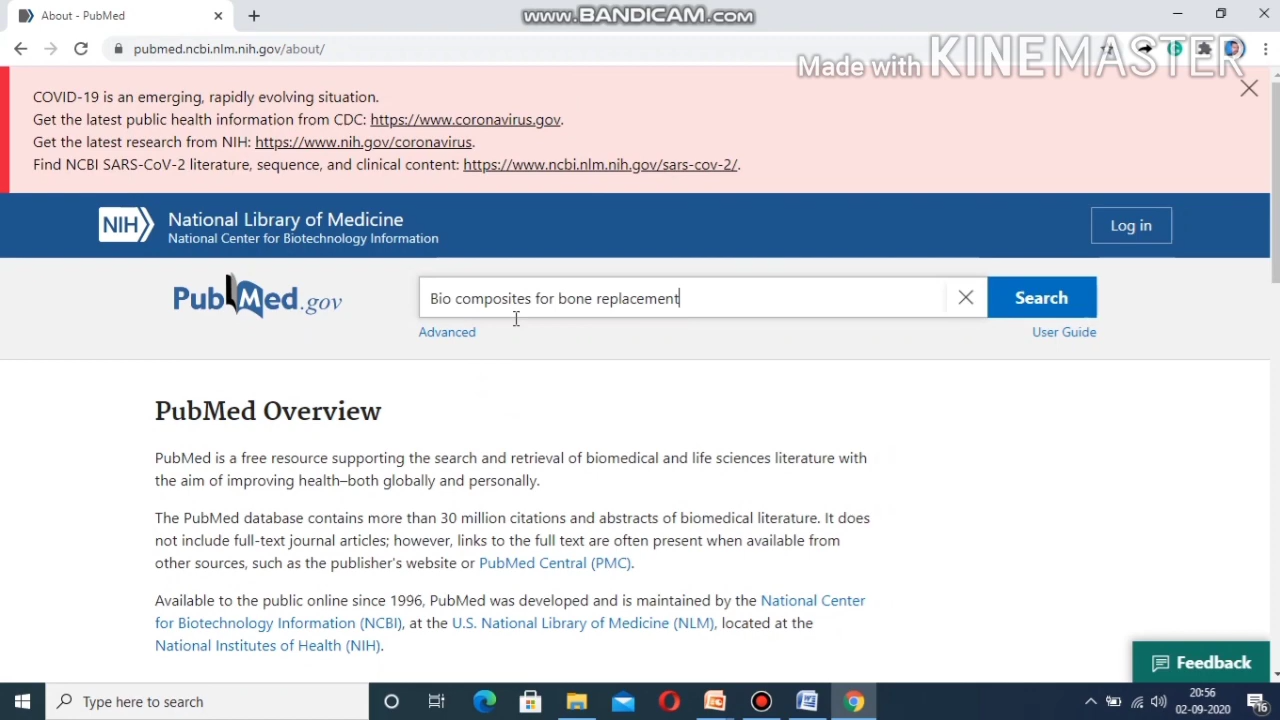 About - PubMed
www.BANDICAM.com
pubmed.ncbi.nlm.nih.gov/about/
Made with KINEMASTER
COVID-19 is an emerging, rapidly evolving situation.
Get the latest public health information from CDC: https://www.coronavirus.gov.
Get the latest research from NIH: https://www.nih.gov/coronavirus.
Find NCBI SARS-CoV-2 literature, sequence, and clinical content: https://www.ncbi.nlm.nih.gov/sars-cov-2/.
NIH National Library of Medicine
National Center for Biotechnology Information
Log in
PubMed.gov
Bio composites for bone replacement
Search
Advanced
User Guide
PubMed Overview
PubMed is a free resource supporting the search and retrieval of biomedical and life sciences literature with
the aim of improving health–both globally and personally.
The PubMed database contains more than 30 million citations and abstracts of biomedical literature. It does
not include full-text journal articles; however, links to the full text are often present when available from
other sources, such as the publisher's website or PubMed Central (PMC).
Available to the public online since 1996, PubMed was developed and is maintained by the National Center
for Biotechnology Information (NCBI), at the U.S. National Library of Medicine (NLM), located at the
National Institutes of Health (NIH).
Feedback
Type here to search
20:56
02-09-2020
16